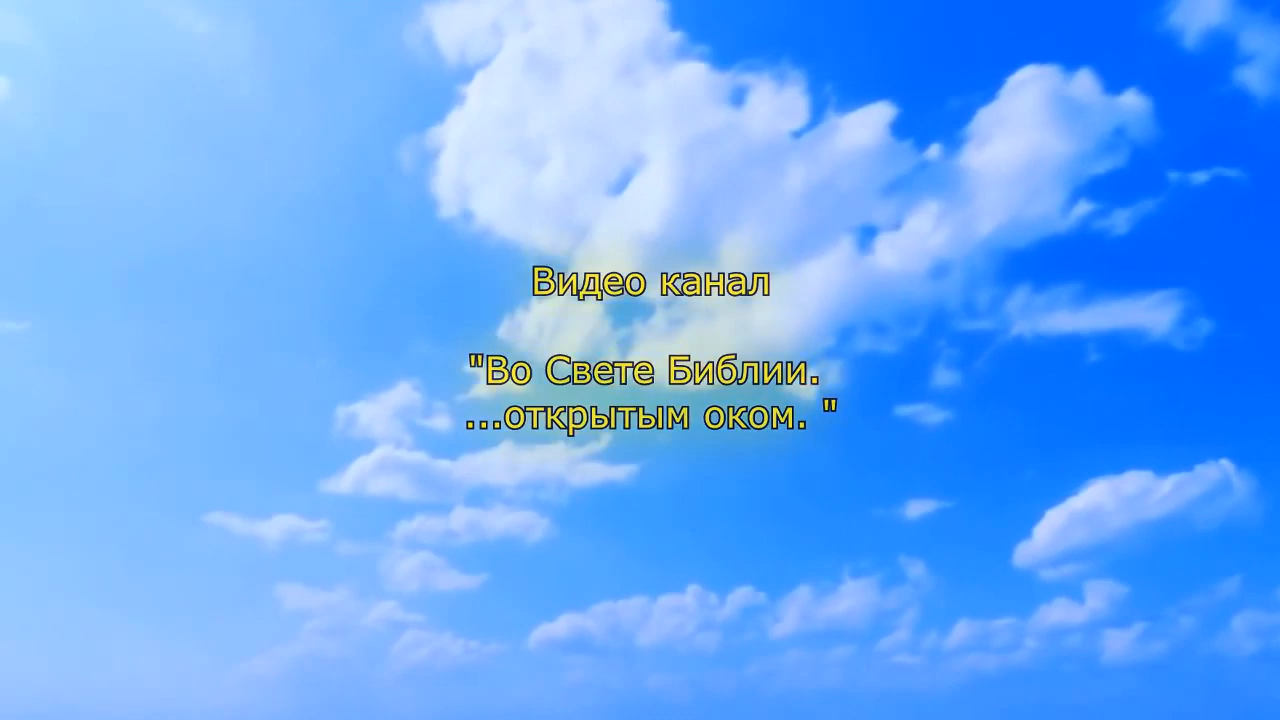 Видео канал
"Во Свете Библии.
...открытым оком. "